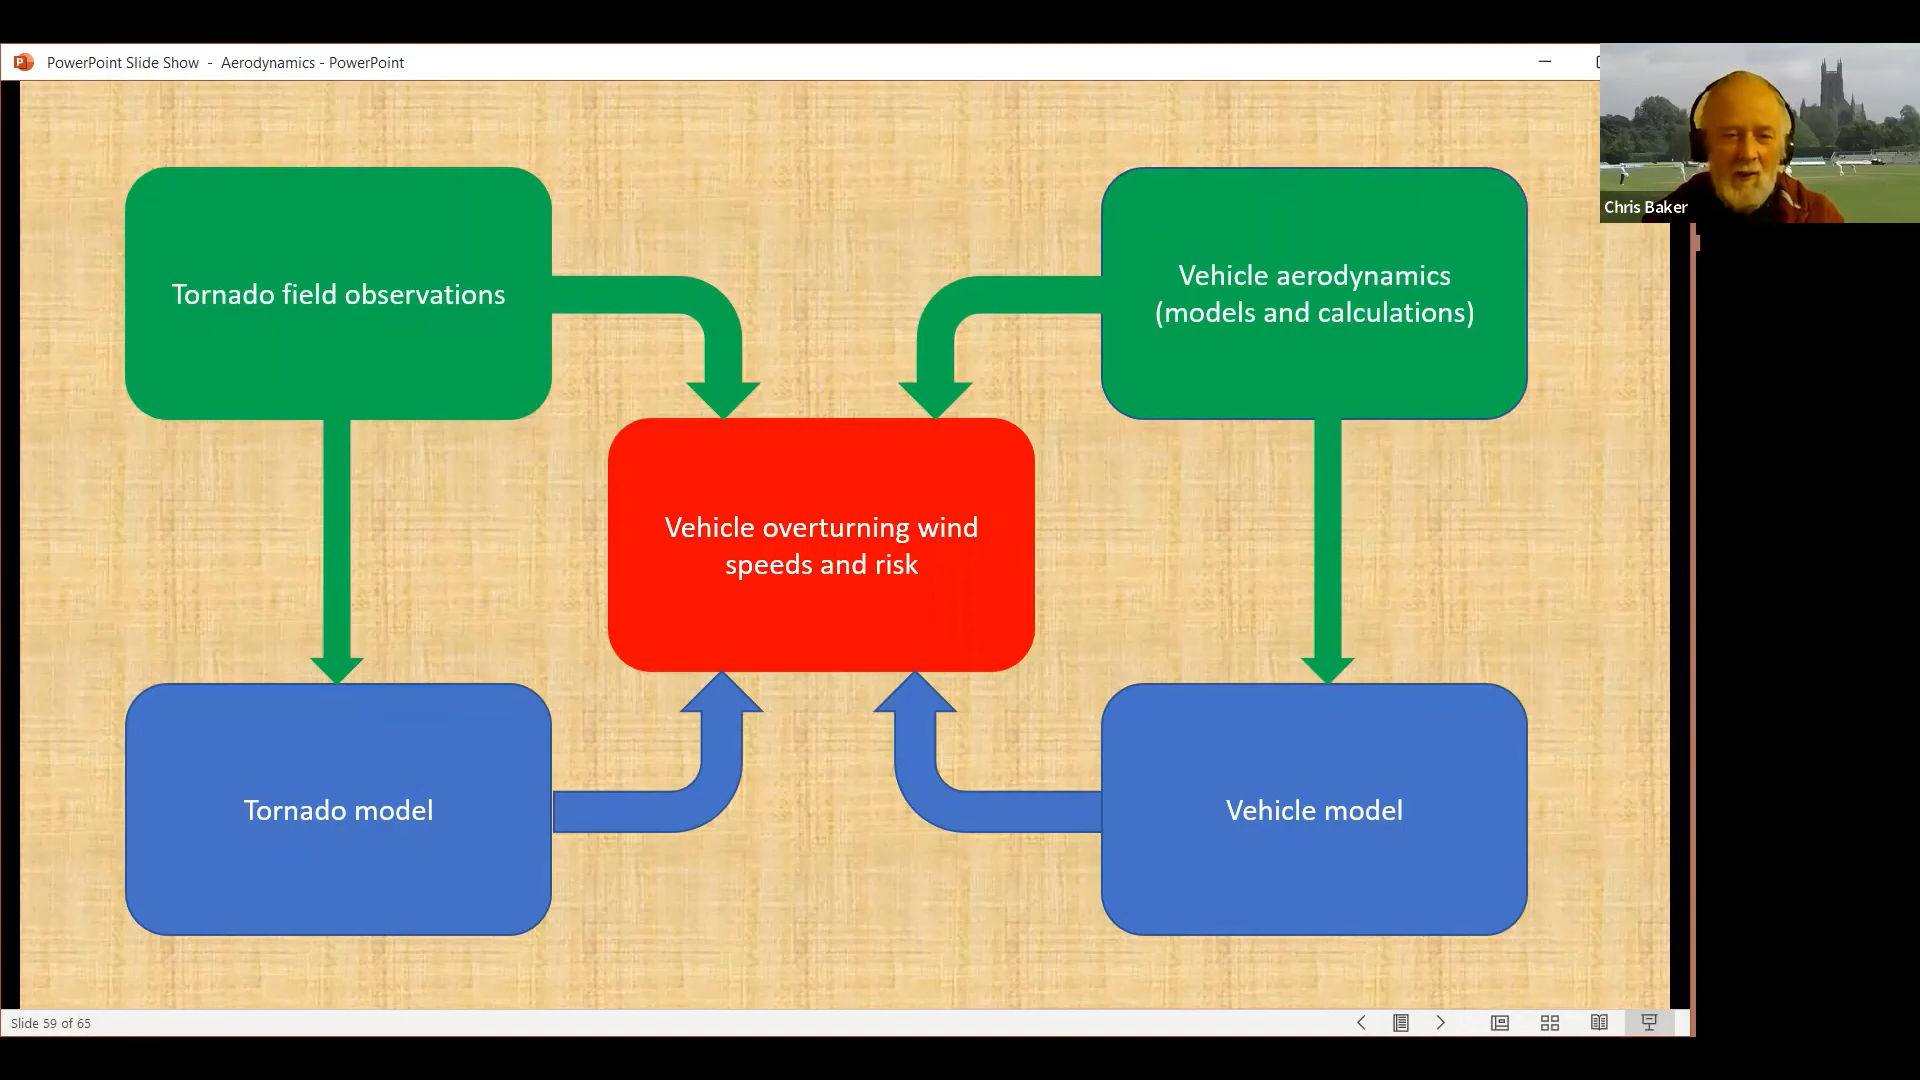 PowerPoint Slide Show - Aerodynamics - PowerPoint
Chris Baker
Tornado field observations
Vehicle aerodynamics
(models and calculations)
Vehicle overturning wind
speeds and risk
Tornado model
Vehicle model
Slide 59 of 65